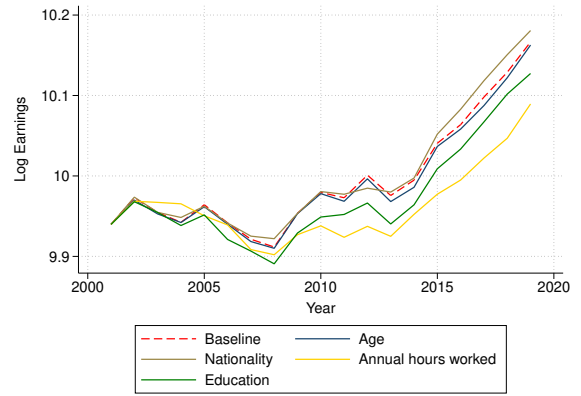 10.2
10.1
10
9.9
Log Earnings
2000
2005
2010
2015
2020
Year
Baseline
Age
Nationality
Annual hours worked
Education